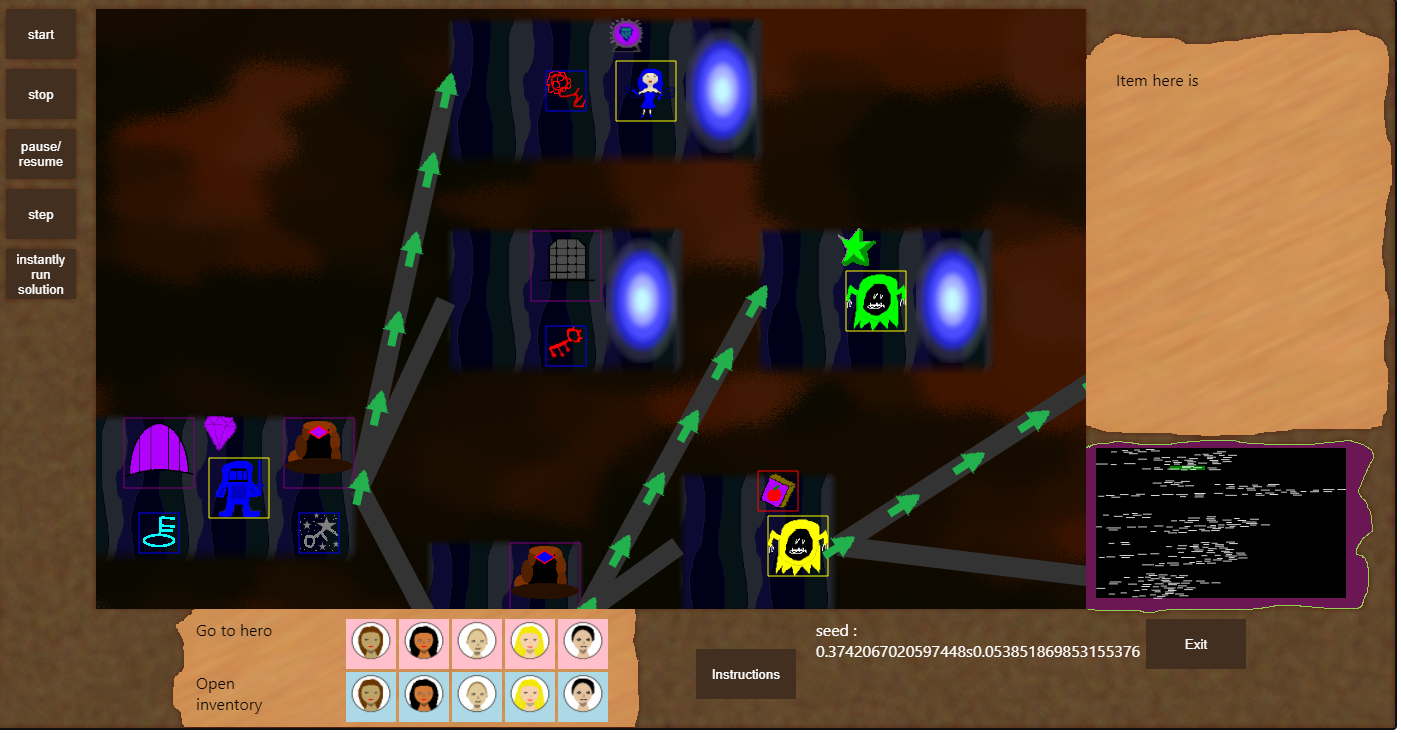 start
stop
pause/
resume
step
instantly
run
solution
Item here is
Go to hero
Open
inventory
Instructions
seed :
0.3742067020597448s0.053851869853155376
Exit